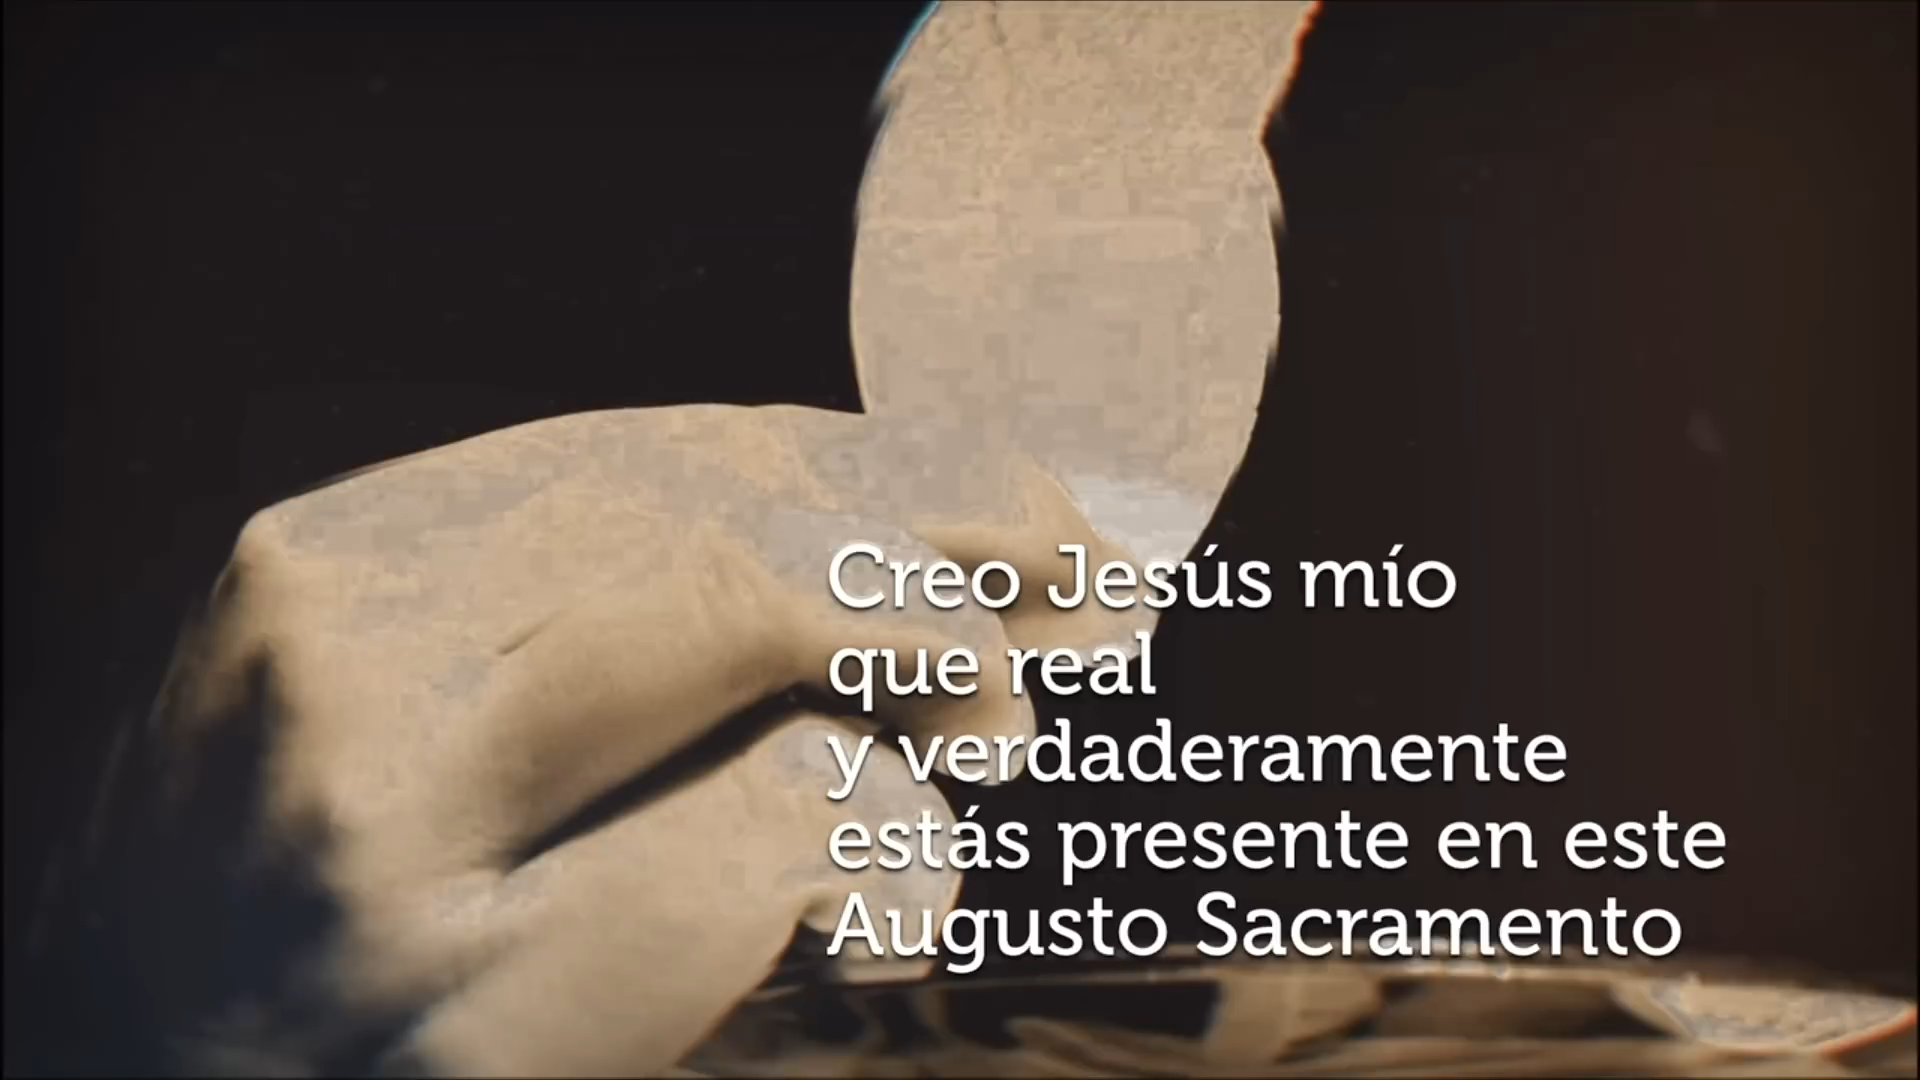 Creo Jesús mío
que real
y verdaderamente
estás presente en este
Augusto Sacramento